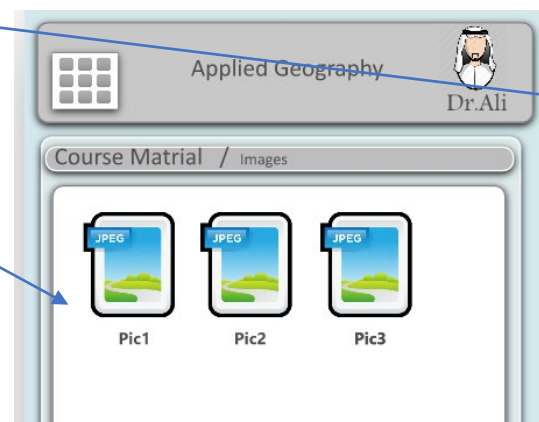 Applied Geography
Dr.Ali
Course Matrial / Images
JPEG JPEG JPEG
Pic1 Pic2 Pic3